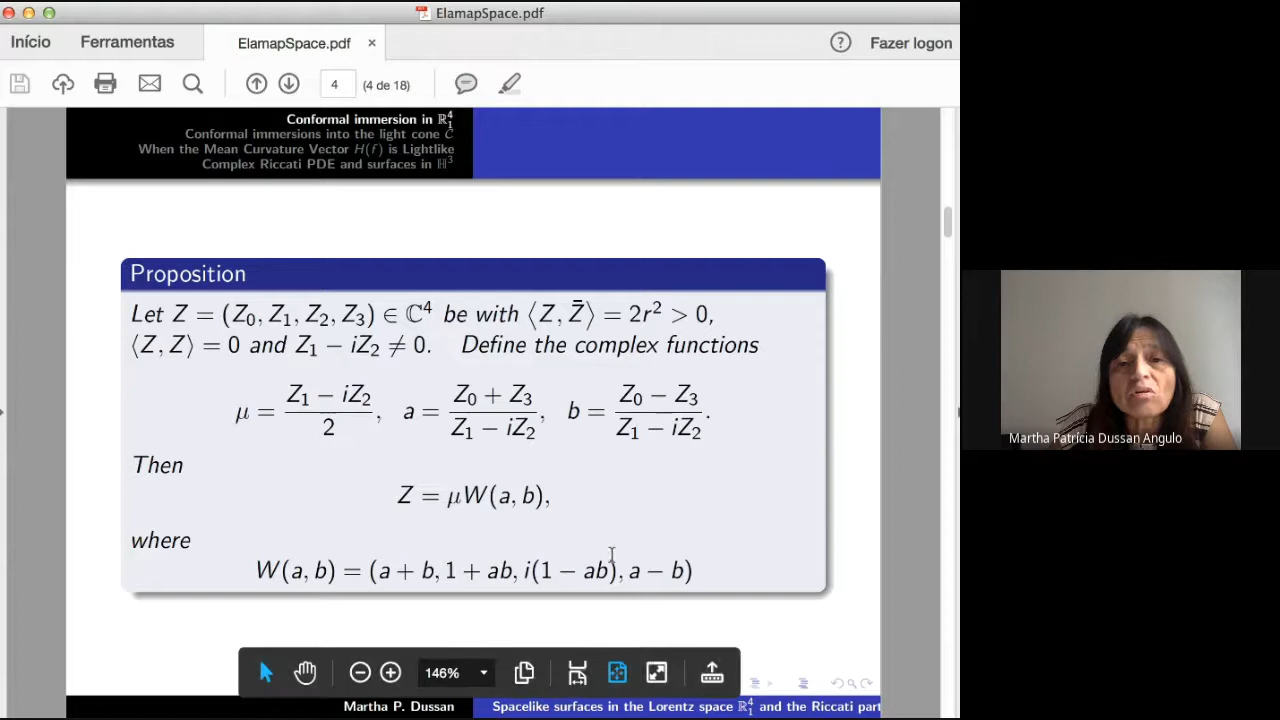 ElamapSpace.pdf
Início Ferramentas ElamapSpace.pdf × ? Fazer logon
4 (4 de 18)
Conformal immersion in ℝ⁴₁
Conformal immersions into the light cone C
When the Mean Curvature Vector H(f) is Lightlike
Complex Riccati PDE and surfaces in ℍ³
Proposition
Let Z = (Z₀, Z₁, Z₂, Z₃) ∈ ℂ⁴ be with ⟨Z, Z̄⟩ = 2r² > 0,
⟨Z, Z⟩ = 0 and Z₁ − iZ₂ ≠ 0. Define the complex functions
μ = (Z₁ − iZ₂)/2, a = (Z₀ + Z₃)/(Z₁ − iZ₂), b = (Z₀ − Z₃)/(Z₁ − iZ₂).
Then
Z = μW(a, b),
where
W(a, b) = (a + b, 1 + ab, i(1 − ab), a − b)
146%
Martha P. Dussan Spacelike surfaces in the Lorentz space ℝ⁴₁ and the Riccati part
Martha Patrícia Dussan Angulo